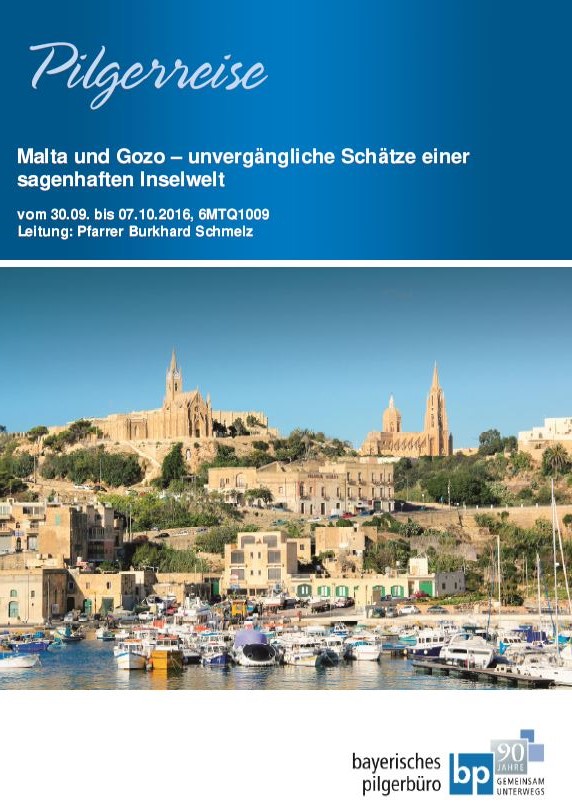 Pilgerreise
Malta und Gozo – unvergängliche Schätze einer
sagenhaften Inselwelt
vom 30.09. bis 07.10.2016, 6MTQ1009
Leitung: Pfarrer Burkhard Schmelz
bayerisches
pilgerbüro
bp
90
JAHRE
GEMEINSAM
UNTERWEGS